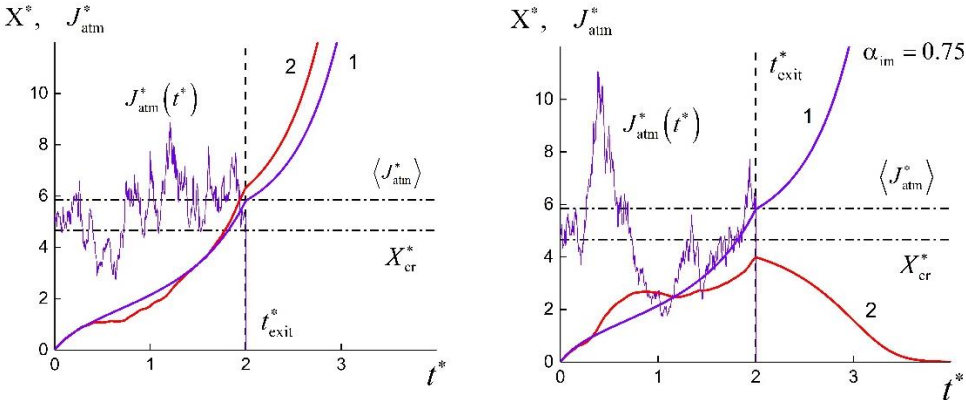 X*, J*atm
10
8
6
4
2
0
0 1 2 3
t*
J*atm(t*)
2
1
⟨J*atm⟩
X*cr
t*exit
X*, J*atm
10
8
6
4
2
0
0 1 2 3
t*
J*atm(t*)
t*exit
1
αim = 0.75
⟨J*atm⟩
X*cr
2